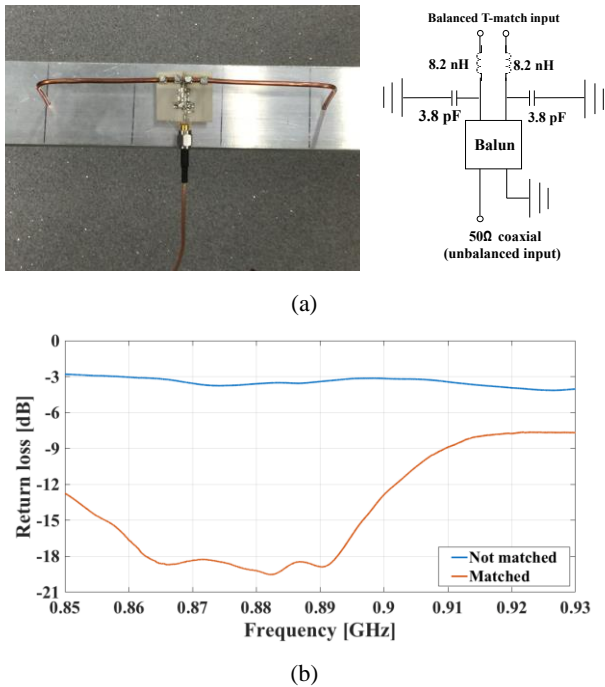 Balanced T-match input
8.2 nH
8.2 nH
3.8 pF
3.8 pF
Balun
50Ω coaxial
(unbalanced input)
(a)
0
-3
-6
-9
-12
-15
-18
-21
Return loss [dB]
Not matched
Matched
0.85
0.86
0.87
0.88
0.89
0.9
0.91
0.92
0.93
Frequency [GHz]
(b)